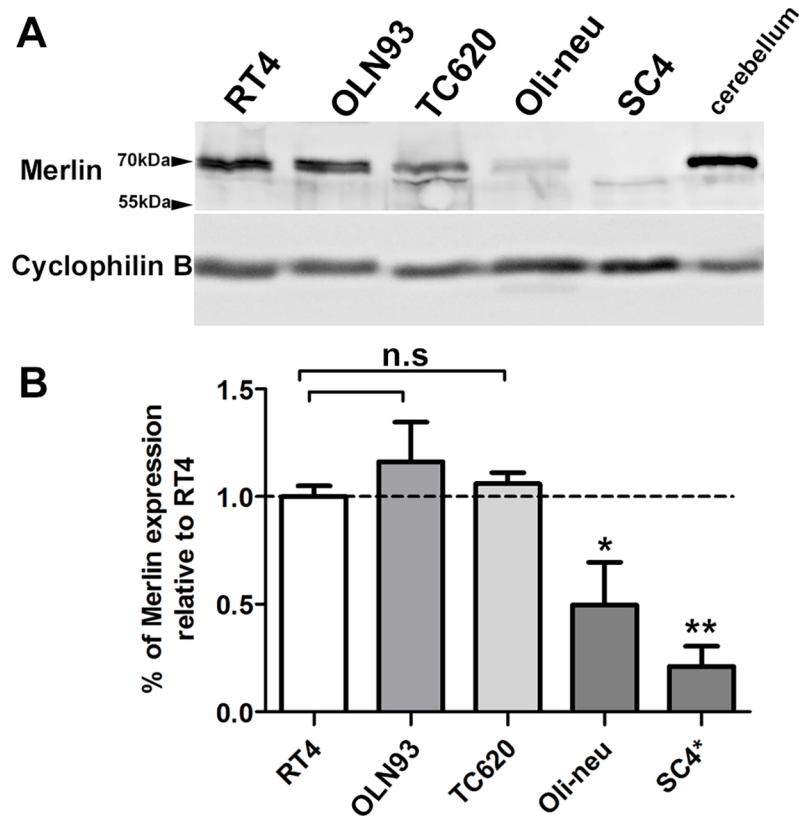 A
RT4 OLN93 TC620 Oli-neu SC4 cerebellum
Merlin
70kDa
55kDa
Cyclophilin B
B
n.s
% of Merlin expression
relative to RT4
1.5
1.0
0.5
0.0
*
**
RT4 OLN93 TC620 Oli-neu SC4*